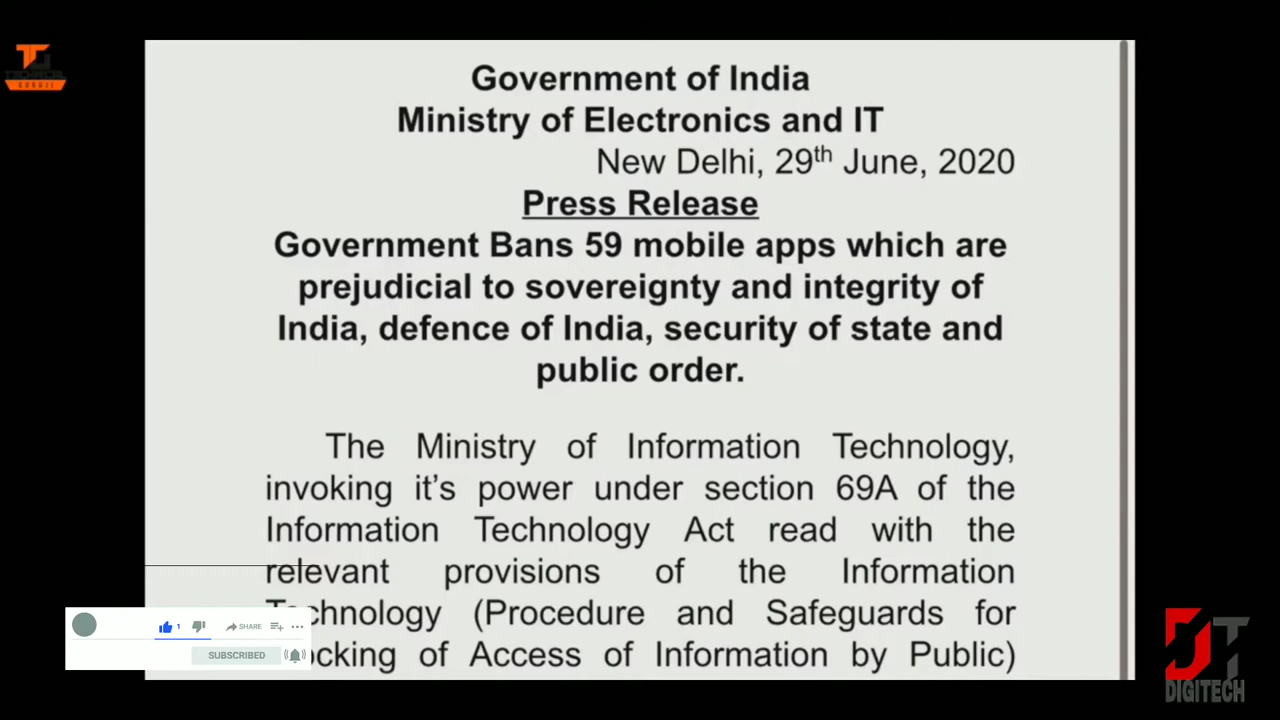 Government of India
Ministry of Electronics and IT
New Delhi, 29th June, 2020
Press Release
Government Bans 59 mobile apps which are
prejudicial to sovereignty and integrity of
India, defence of India, security of state and
public order.
The Ministry of Information Technology,
invoking it's power under section 69A of the
Information Technology Act read with the
relevant provisions of the Information
chnology (Procedure and Safeguards for
cking of Access of Information by Public)
1 SHARE
SUBSCRIBED
DIGITECH